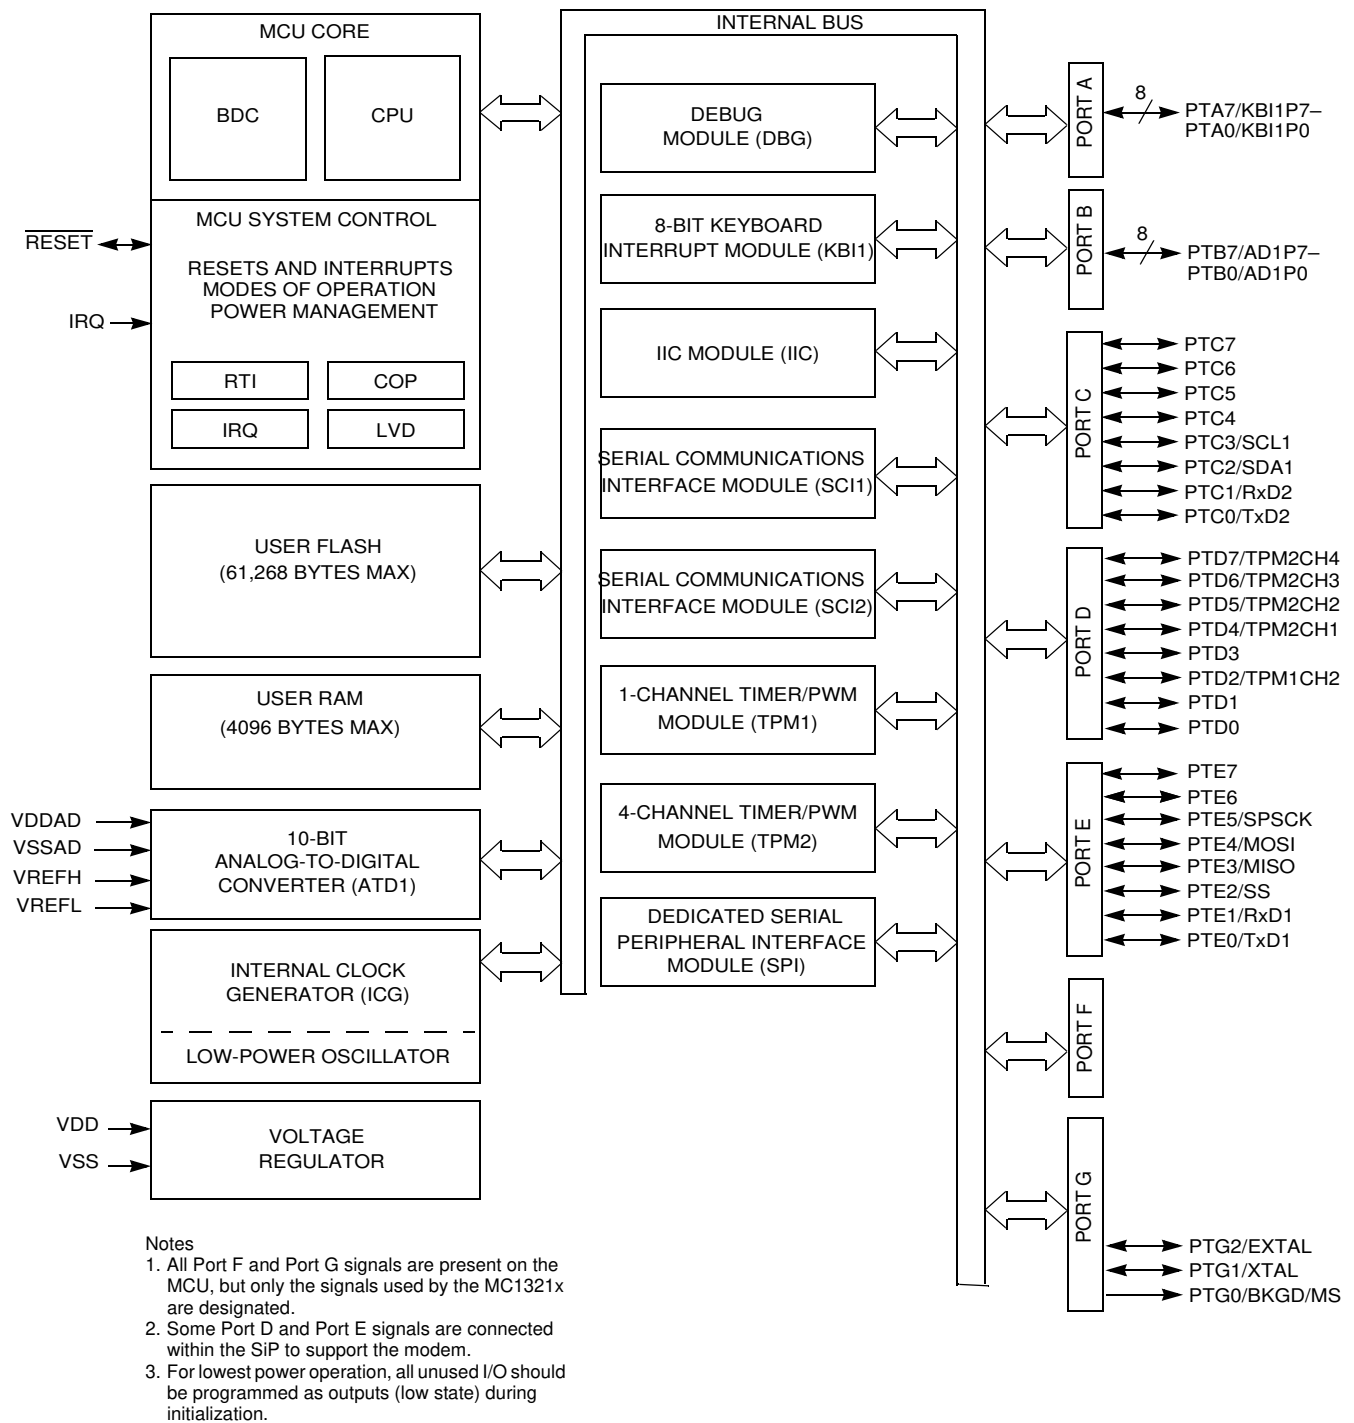 MCU CORE
BDC
CPU
MCU SYSTEM CONTROL
RESETS AND INTERRUPTS
MODES OF OPERATION
POWER MANAGEMENT
RTI
COP
IRQ
LVD
RESET
IRQ
USER FLASH
(61,268 BYTES MAX)
USER RAM
(4096 BYTES MAX)
VDDAD
VSSAD
VREFH
VREFL
10-BIT
ANALOG-TO-DIGITAL
CONVERTER (ATD1)
INTERNAL CLOCK
GENERATOR (ICG)
LOW-POWER OSCILLATOR
VDD
VSS
VOLTAGE
REGULATOR
INTERNAL BUS
DEBUG
MODULE (DBG)
8-BIT KEYBOARD
INTERRUPT MODULE (KBI1)
IIC MODULE (IIC)
SERIAL COMMUNICATIONS
INTERFACE MODULE (SCI1)
SERIAL COMMUNICATIONS
INTERFACE MODULE (SCI2)
1-CHANNEL TIMER/PWM
MODULE (TPM1)
4-CHANNEL TIMER/PWM
MODULE (TPM2)
DEDICATED SERIAL
PERIPHERAL INTERFACE
MODULE (SPI)
PORT A
8
PTA7/KBI1P7–
PTA0/KBI1P0
PORT B
8
PTB7/AD1P7–
PTB0/AD1P0
PORT C
PTC7
PTC6
PTC5
PTC4
PTC3/SCL1
PTC2/SDA1
PTC1/RxD2
PTC0/TxD2
PORT D
PTD7/TPM2CH4
PTD6/TPM2CH3
PTD5/TPM2CH2
PTD4/TPM2CH1
PTD3
PTD2/TPM1CH2
PTD1
PTD0
PORT E
PTE7
PTE6
PTE5/SPSCK
PTE4/MOSI
PTE3/MISO
PTE2/SS
PTE1/RxD1
PTE0/TxD1
PORT F
PORT G
PTG2/EXTAL
PTG1/XTAL
PTG0/BKGD/MS
Notes
1. All Port F and Port G signals are present on the
MCU, but only the signals used by the MC1321x
are designated.
2. Some Port D and Port E signals are connected
within the SiP to support the modem.
3. For lowest power operation, all unused I/O should
be programmed as outputs (low state) during
initialization.